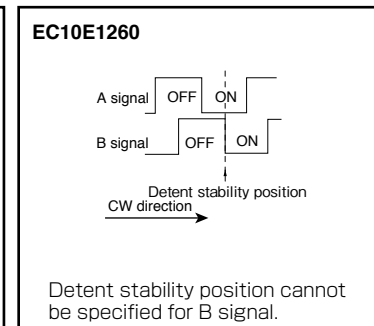 EC10E1260
A signal OFF ON
B signal OFF ON
Detent stability position
CW direction
Detent stability position cannot
be specified for B signal.